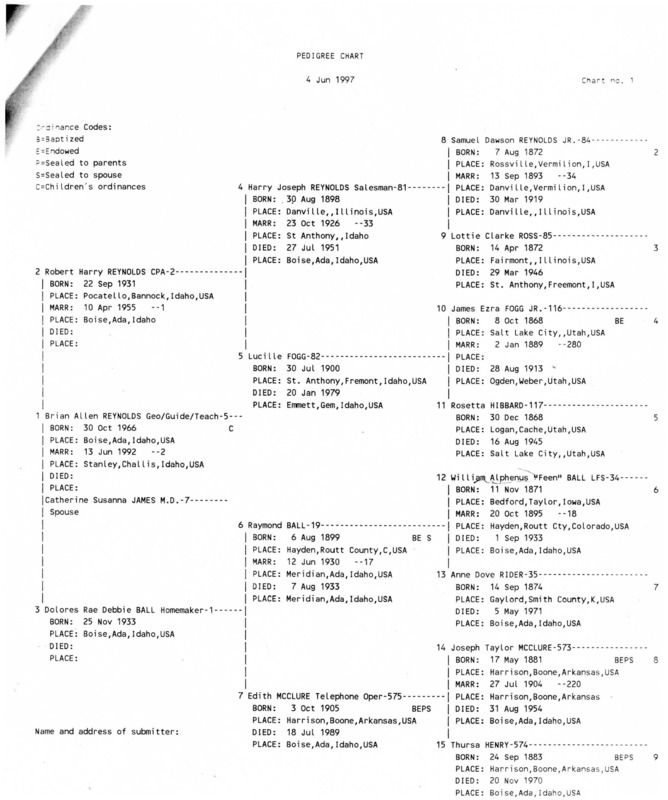 PEDIGREE CHART
4 Jun 1997
Chart no. 1
Ordinance Codes:
B=Baptized
E=Endowed
P=Sealed to parents
S=Sealed to spouse
C=Children's ordinances
8 Samuel Dawson REYNOLDS JR.-84------------
BORN: 7 Aug 1872 2
PLACE: Rossville,Vermilion,I,USA
MARR: 13 Sep 1893 --34
PLACE: Danville,Vermilion,I,USA
DIED: 30 Mar 1919
PLACE: Danville,,Illinois,USA
4 Harry Joseph REYNOLDS Salesman-81--------
BORN: 30 Aug 1898
PLACE: Danville,,Illinois,USA
MARR: 23 Oct 1926 --33
PLACE: St Anthony,,Idaho
DIED: 27 Jul 1951
PLACE: Boise,Ada,Idaho,USA
9 Lottie Clarke ROSS-85-------------------
BORN: 14 Apr 1872 3
PLACE: Fairmont,,Illinois,USA
DIED: 29 Mar 1946
PLACE: St. Anthony,Freemont,I,USA
2 Robert Harry REYNOLDS CPA-2-------------
BORN: 22 Sep 1931
PLACE: Pocatello,Bannock,Idaho,USA
MARR: 10 Apr 1955 --1
PLACE: Boise,Ada,Idaho
DIED:
PLACE:
10 James Ezra FOGG JR.-116-----------------
BORN: 8 Oct 1868 BE 4
PLACE: Salt Lake City,,Utah,USA
MARR: 2 Jan 1889 --280
PLACE:
DIED: 28 Aug 1913
PLACE: Ogden,Weber,Utah,USA
5 Lucille FOGG-82-------------------------
BORN: 30 Jul 1900
PLACE: St. Anthony,Fremont,Idaho,USA
DIED: 20 Jan 1979
PLACE: Emmett,Gem,Idaho,USA
11 Rosetta HIBBARD-117---------------------
BORN: 30 Dec 1868 5
PLACE: Logan,Cache,Utah,USA
DIED: 16 Aug 1945
PLACE: Salt Lake City,,Utah,USA
1 Brian Allen REYNOLDS Geo/Guide/Teach-5---
BORN: 30 Oct 1966 C
PLACE: Boise,Ada,Idaho,USA
MARR: 13 Jun 1992 --2
PLACE: Stanley,Challis,Idaho,USA
DIED:
PLACE:
Catherine Susanna JAMES M.D.-7--------
Spouse
12 William Alphenus "Feen" BALL LFS-34------
BORN: 11 Nov 1871 6
PLACE: Bedford,Taylor,Iowa,USA
MARR: 20 Oct 1895 --18
PLACE: Hayden,Routt Cty,Colorado,USA
DIED: 1 Sep 1933
PLACE: Boise,Ada,Idaho,USA
6 Raymond BALL-19-------------------------
BORN: 6 Aug 1899 BE S
PLACE: Hayden,Routt County,C,USA
MARR: 12 Jun 1930 --17
PLACE: Meridian,Ada,Idaho,USA
DIED: 7 Aug 1933
PLACE: Meridian,Ada,Idaho,USA
13 Anne Dove RIDER-35----------------------
BORN: 14 Sep 1874 7
PLACE: Gaylord,Smith County,K,USA
DIED: 5 May 1971
PLACE: Boise,Ada,Idaho,USA
3 Dolores Rae Debbie BALL Homemaker-1------
BORN: 25 Nov 1933
PLACE: Boise,Ada,Idaho,USA
DIED:
PLACE:
14 Joseph Taylor MCCLURE-573---------------
BORN: 17 May 1881 BEPS 8
PLACE: Harrison,Boone,Arkansas,USA
MARR: 27 Jul 1904 --220
PLACE: Harrison,Boone,Arkansas
DIED: 31 Aug 1954
PLACE: Boise,Ada,Idaho,USA
7 Edith MCCLURE Telephone Oper-575---------
BORN: 3 Oct 1905 BEPS
PLACE: Harrison,Boone,Arkansas,USA
DIED: 18 Jul 1989
PLACE: Boise,Ada,Idaho,USA
Name and address of submitter:
15 Thursa HENRY-574------------------------
BORN: 24 Sep 1883 BEPS 9
PLACE: Harrison,Boone,Arkansas,USA
DIED: 20 Nov 1970
PLACE: Boise,Ada,Idaho,USA